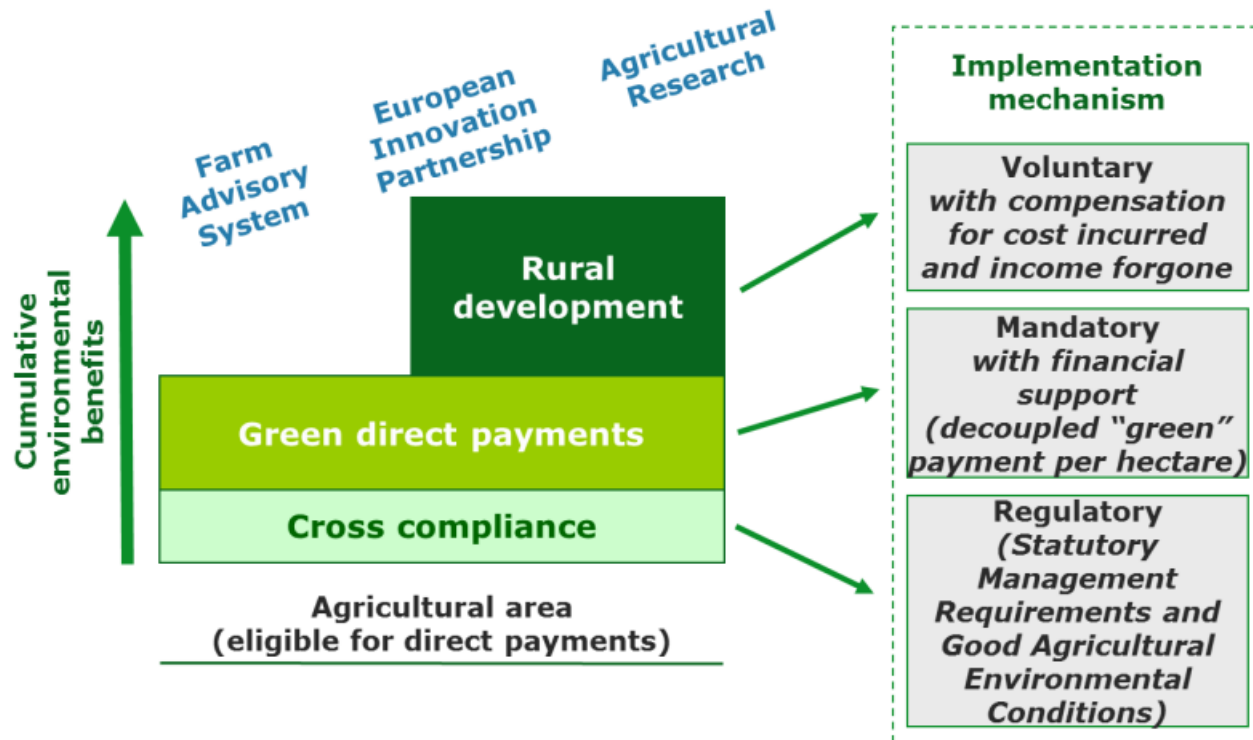 Farm
Advisory
System
European
Innovation
Partnership
Agricultural
Research
Cumulative
environmental
benefits
Rural
development
Green direct payments
Cross compliance
Agricultural area
(eligible for direct payments)
Implementation
mechanism
Voluntary
with compensation
for cost incurred
and income forgone
Mandatory
with financial
support
(decoupled “green”
payment per hectare)
Regulatory
(Statutory
Management
Requirements and
Good Agricultural
Environmental
Conditions)